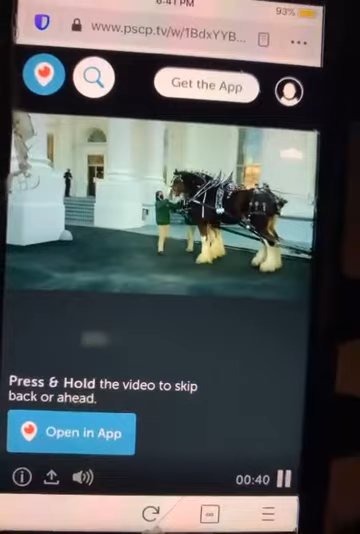 93%
www.pscp.tv/w/1BdxYYB...
Get the App
Press & Hold the video to skip
back or ahead.
Open in App
00:40